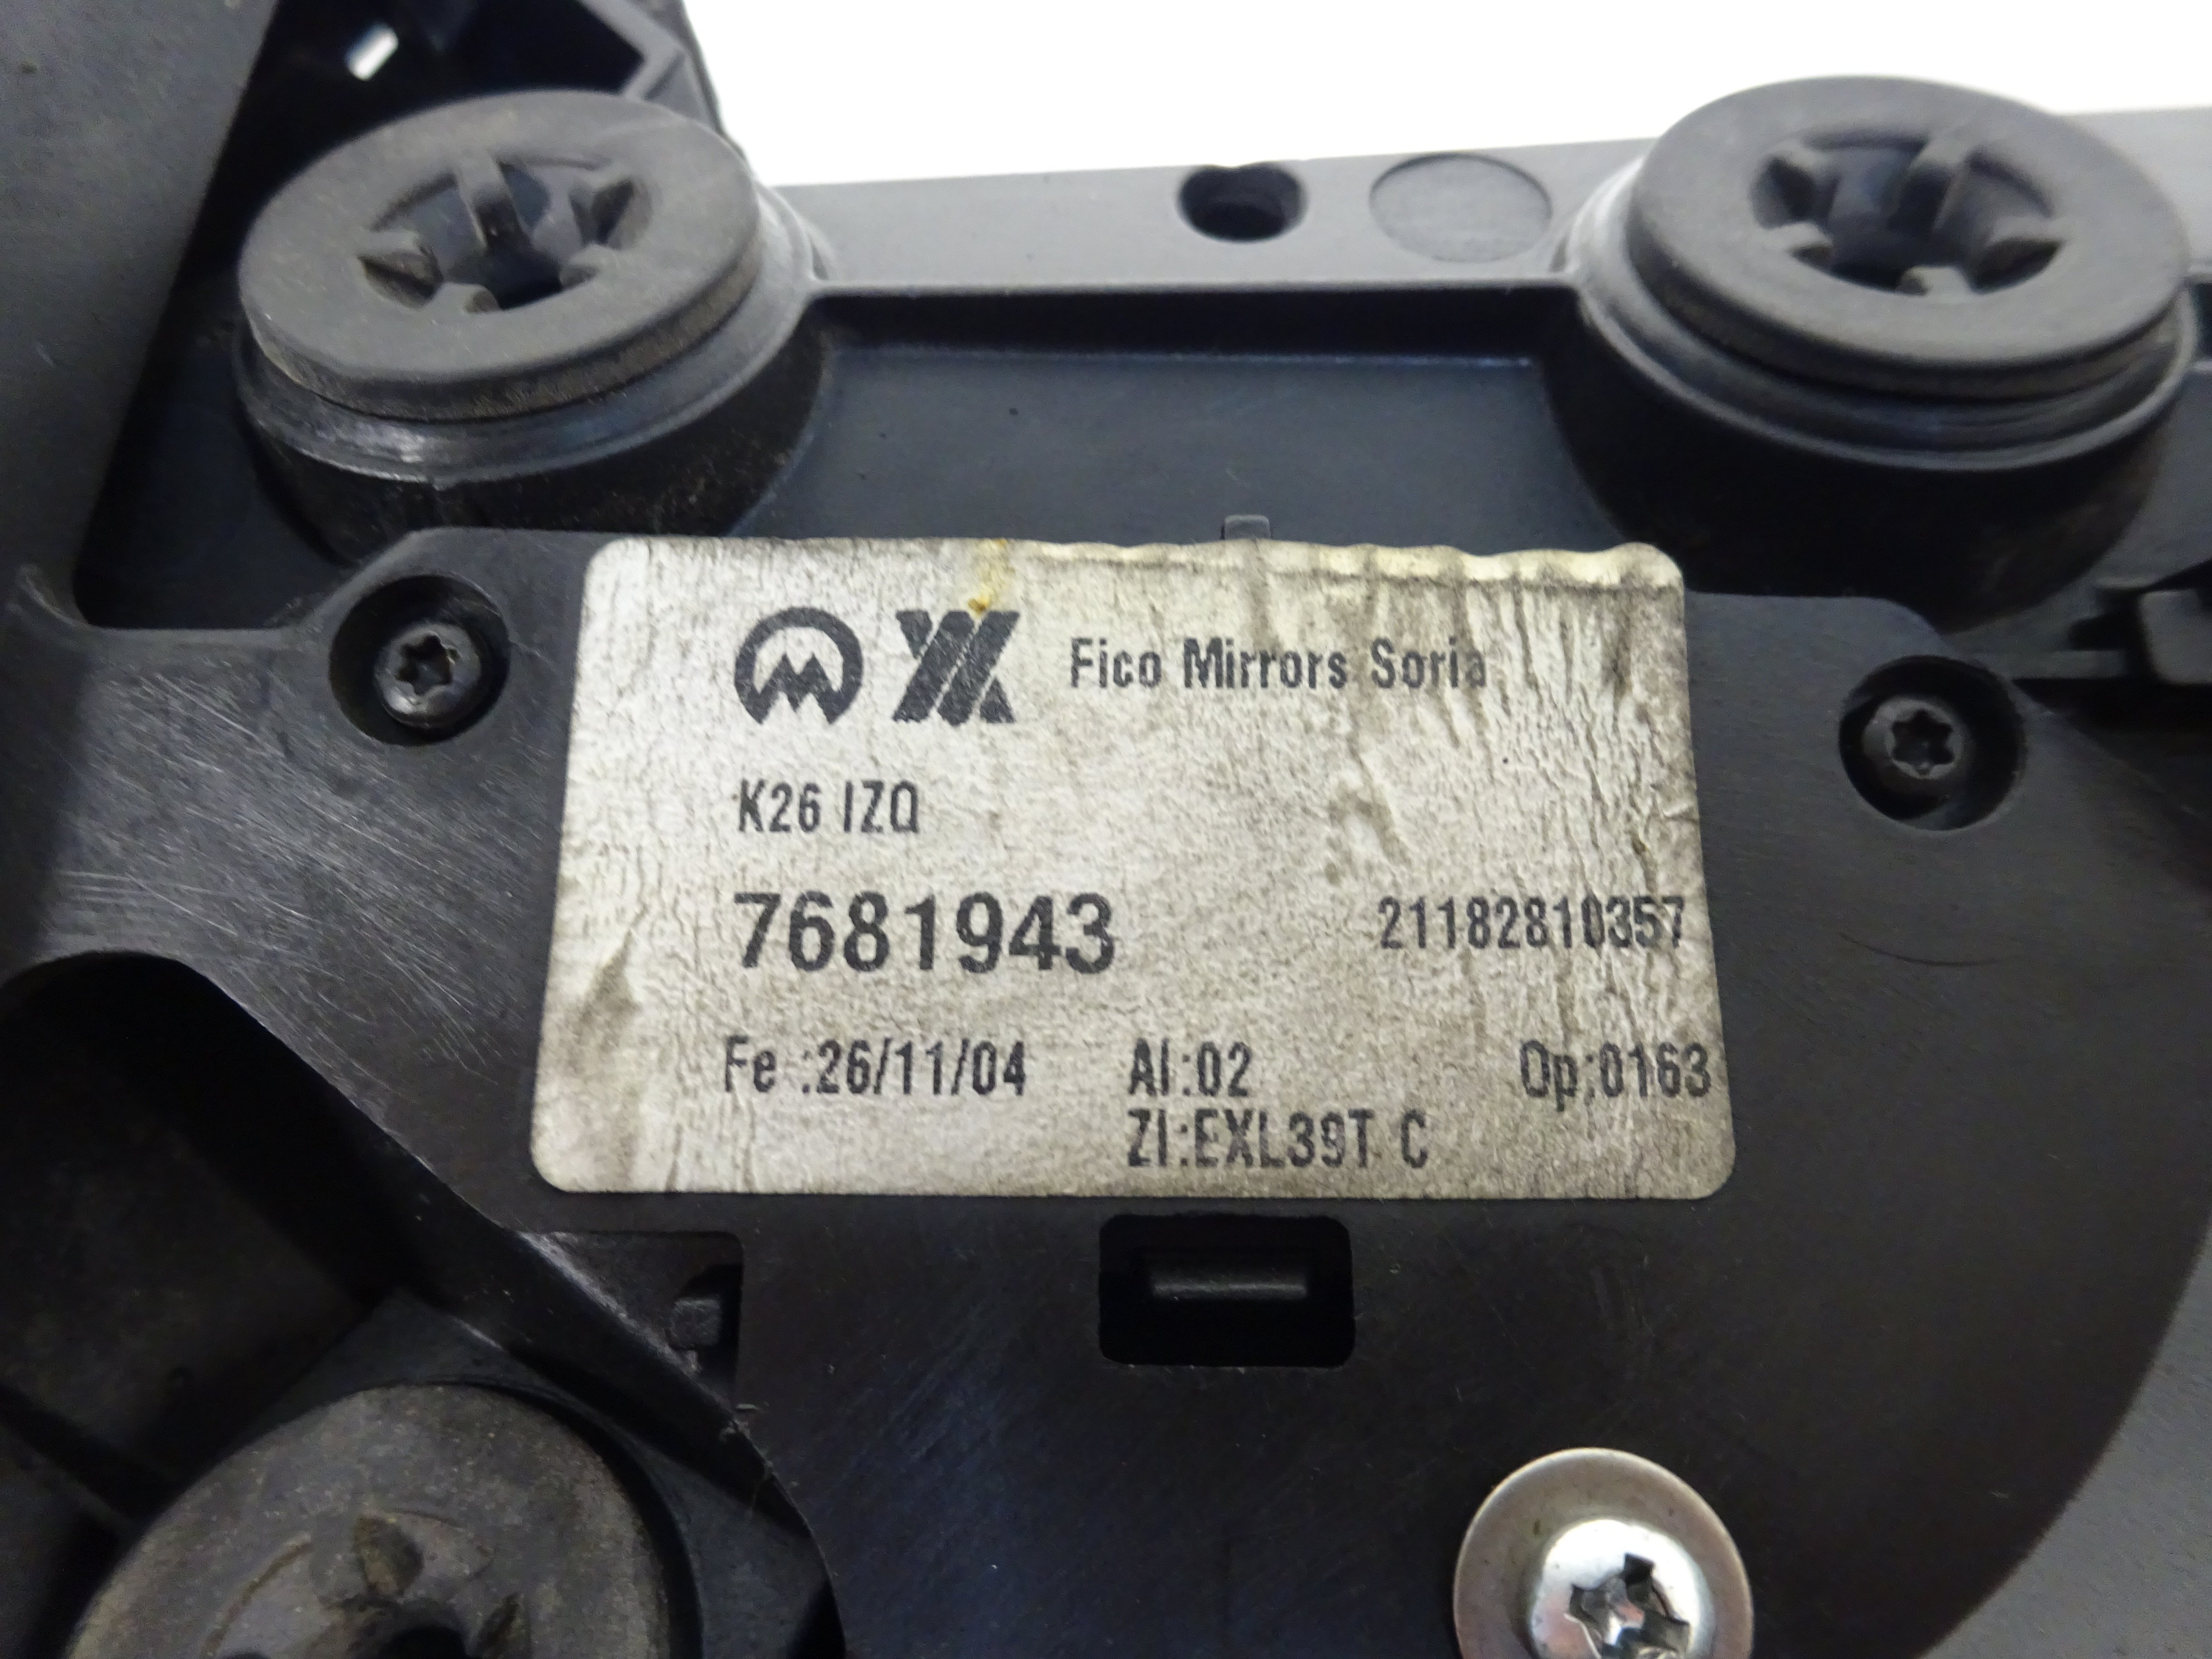 Fico Mirrors Soria
K26 IZQ
7681943 21182810357
Fe :26/11/04 Al:02 Op:0163
ZI:EXL39T C